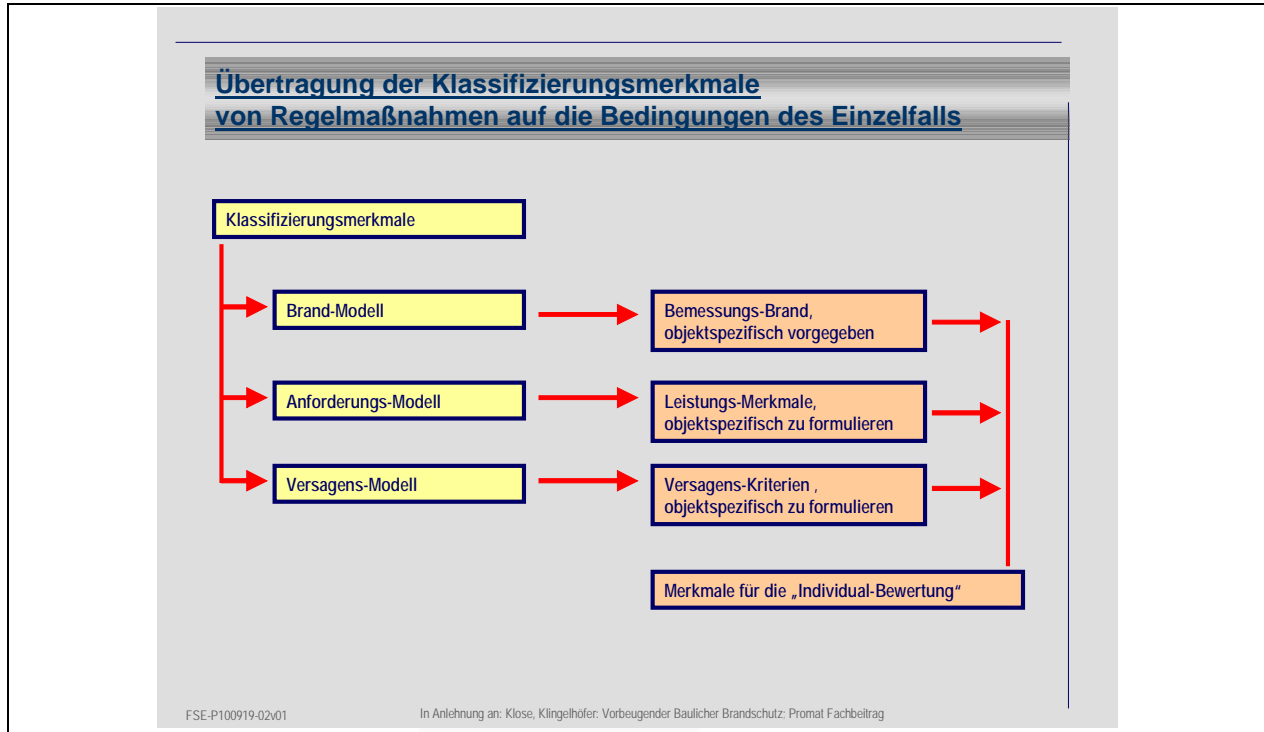 Übertragung der Klassifizierungsmerkmale
von Regelmaßnahmen auf die Bedingungen des Einzelfalls
Klassifizierungsmerkmale
Brand-Modell
Bemessungs-Brand,
objektspezifisch vorgegeben
Anforderungs-Modell
Leistungs-Merkmale,
objektspezifisch zu formulieren
Versagens-Modell
Versagens-Kriterien ,
objektspezifisch zu formulieren
Merkmale für die „Individual-Bewertung“
FSE-P100919-02v01
In Anlehnung an: Klose, Klingelhöfer: Vorbeugender Baulicher Brandschutz; Promat Fachbeitrag